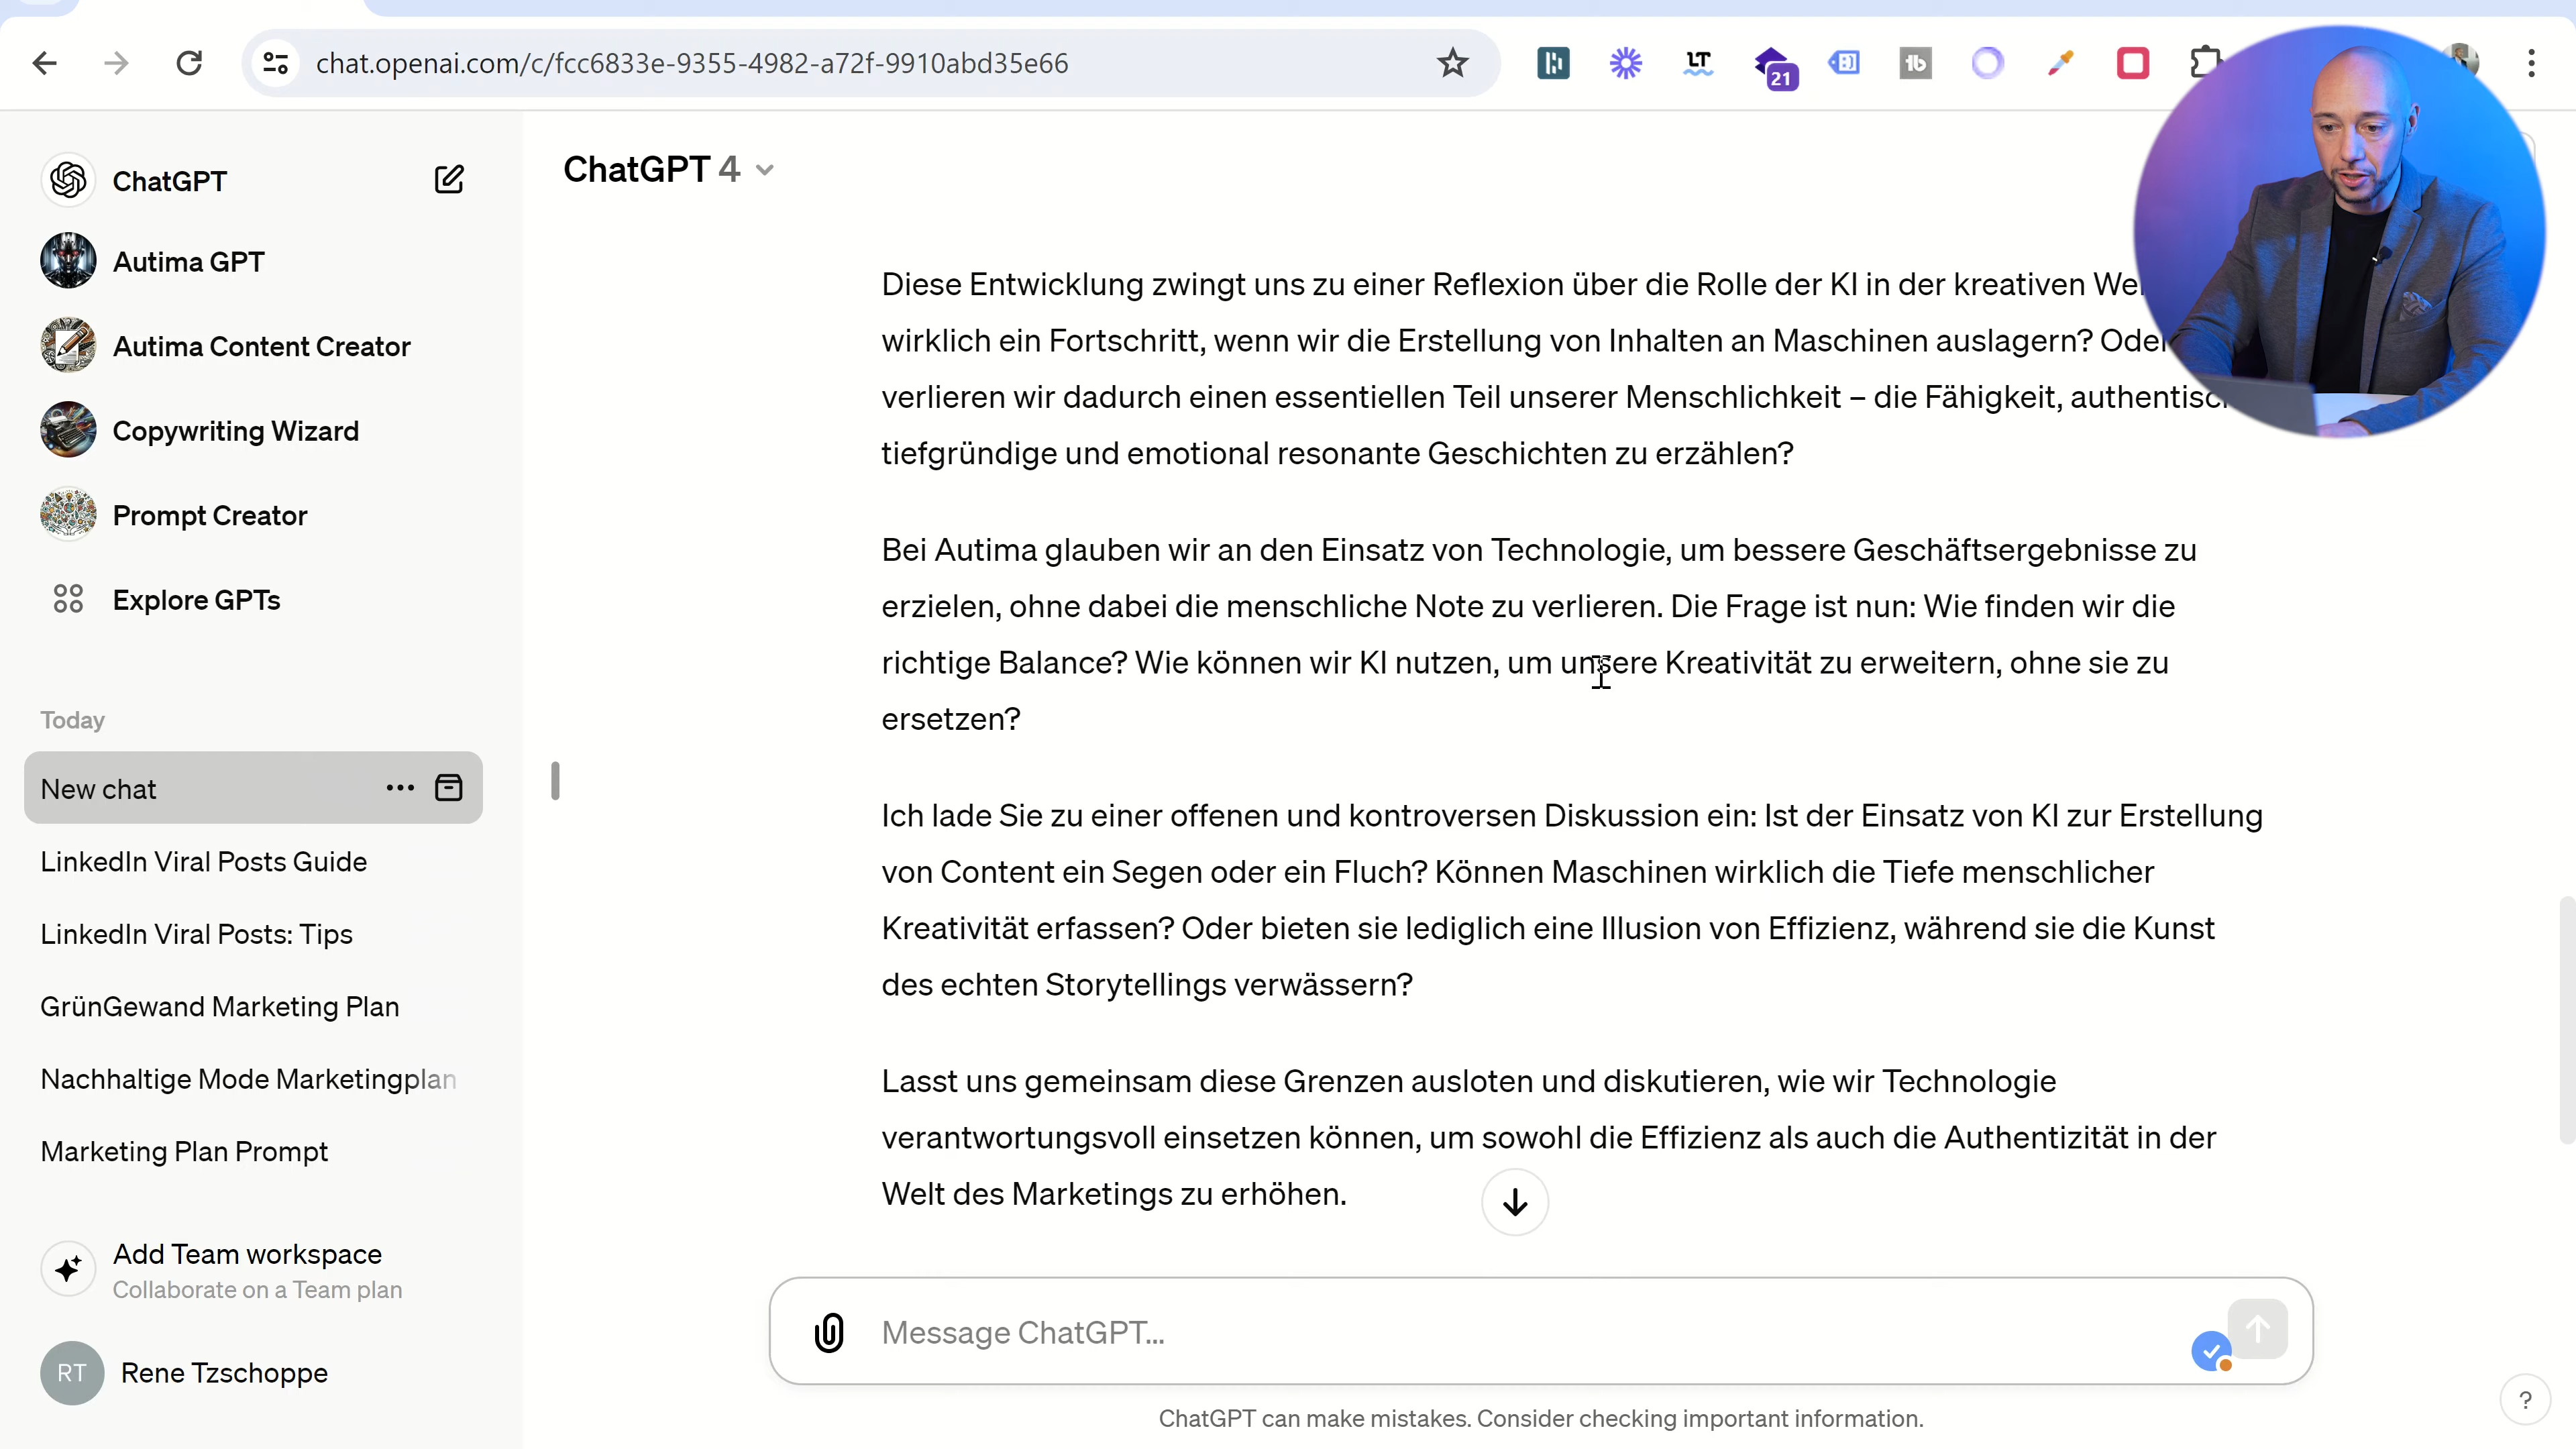 chat.openai.com/c/fcc6833e-9355-4982-a72f-9910abd35e66
LT
21
ChatGPT
Autima GPT
Autima Content Creator
Copywriting Wizard
Prompt Creator
Explore GPTs
Today
New chat
LinkedIn Viral Posts Guide
LinkedIn Viral Posts: Tips
GrünGewand Marketing Plan
Nachhaltige Mode Marketingplan
Marketing Plan Prompt
Add Team workspace
Collaborate on a Team plan
RT
Rene Tzschoppe
ChatGPT 4
Diese Entwicklung zwingt uns zu einer Reflexion über die Rolle der KI in der kreativen
wirklich ein Fortschritt, wenn wir die Erstellung von Inhalten an Maschinen auslagern? Oder
verlieren wir dadurch einen essentiellen Teil unserer Menschlichkeit – die Fähigkeit,
tiefgründige und emotional resonante Geschichten zu erzählen?
Bei Autima glauben wir an den Einsatz von Technologie, um bessere Geschäftsergebnisse zu
erzielen, ohne dabei die menschliche Note zu verlieren. Die Frage ist nun: Wie finden wir die
richtige Balance? Wie können wir KI nutzen, um unsere Kreativität zu erweitern, ohne sie zu
ersetzen?
Ich lade Sie zu einer offenen und kontroversen Diskussion ein: Ist der Einsatz von KI zur Erstellung
von Content ein Segen oder ein Fluch? Können Maschinen wirklich die Tiefe menschlicher
Kreativität erfassen? Oder bieten sie lediglich eine Illusion von Effizienz, während sie die Kunst
des echten Storytellings verwässern?
Lasst uns gemeinsam diese Grenzen ausloten und diskutieren, wie wir Technologie
verantwortungsvoll einsetzen können, um sowohl die Effizienz als auch die Authentizität in der
Welt des Marketings zu erhöhen.
Message ChatGPT...
ChatGPT can make mistakes. Consider checking important information.
?